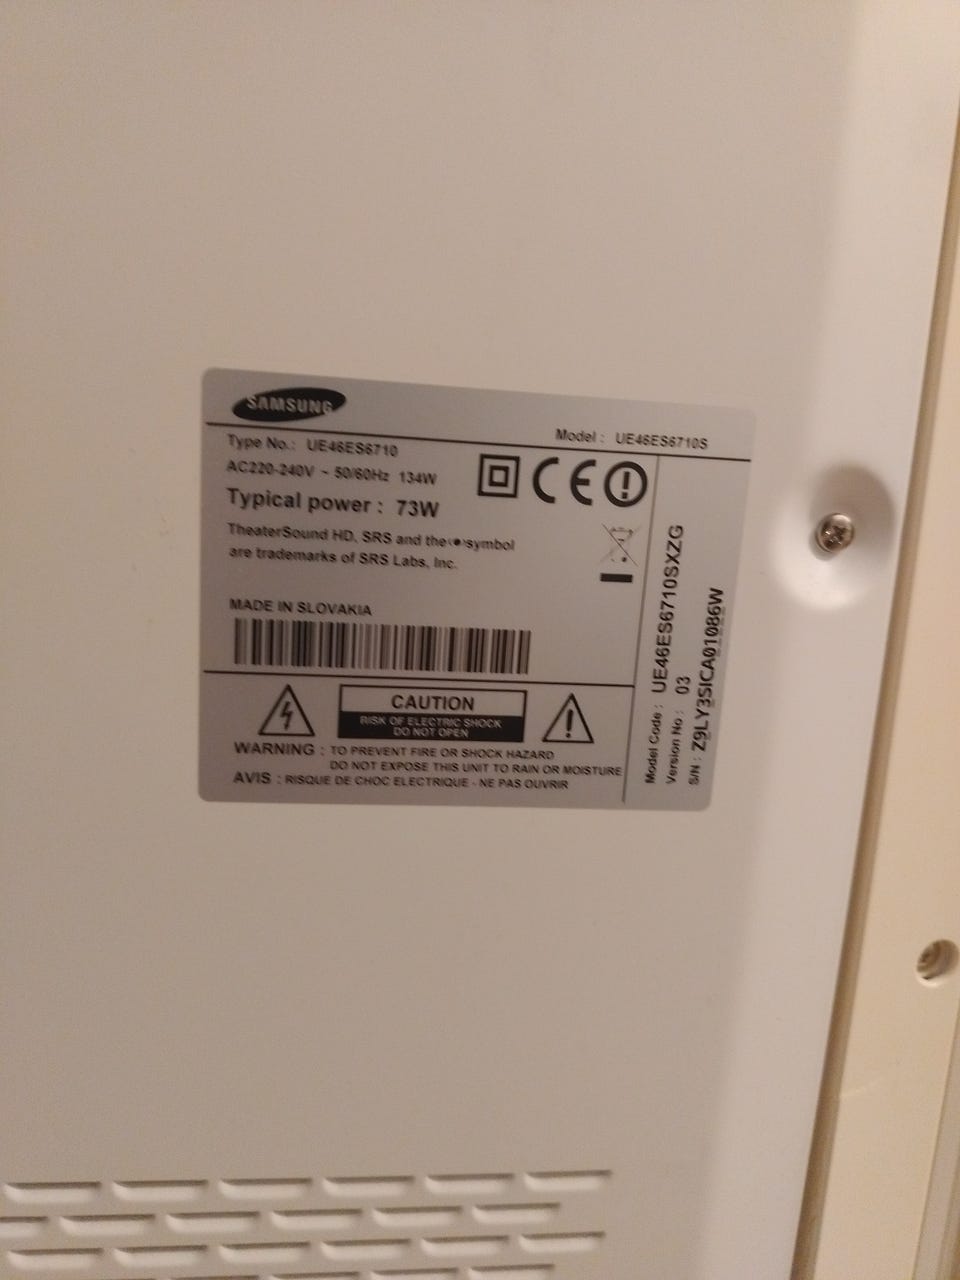 SAMSUNG
Type No.: UE46ES6710
Model : UE46ES6710S
AC220-240V ~ 50/60Hz 134W
Typical power : 73W
TheaterSound HD, SRS and the (●) symbol
are trademarks of SRS Labs, Inc.
MADE IN SLOVAKIA
CAUTION
RISK OF ELECTRIC SHOCK
DO NOT OPEN
WARNING : TO PREVENT FIRE OR SHOCK HAZARD
DO NOT EXPOSE THIS UNIT TO RAIN OR MOISTURE
AVIS : RISQUE DE CHOC ELECTRIQUE - NE PAS OUVRIR
Model Code : UE46ES6710SXZG
Version No : 03
S/N : Z9LY3SICA01086W